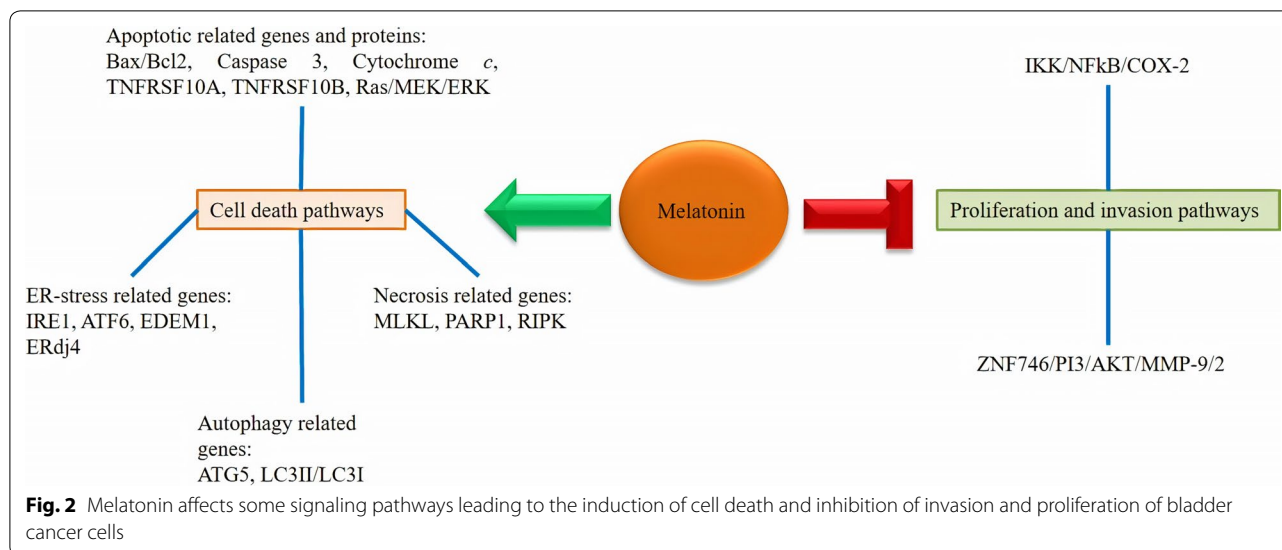 Apoptotic related genes and proteins:
Bax/Bcl2, Caspase 3, Cytochrome c,
TNFRSF10A, TNFRSF10B, Ras/MEK/ERK
IKK/NFkB/COX-2
Cell death pathways
Melatonin
Proliferation and invasion pathways
ER-stress related genes:
IRE1, ATF6, EDEM1,
ERdj4
Necrosis related genes:
MLKL, PARP1, RIPK
ZNF746/PI3/AKT/MMP-9/2
Autophagy related
genes:
ATG5, LC3II/LC3I
Fig. 2 Melatonin affects some signaling pathways leading to the induction of cell death and inhibition of invasion and proliferation of bladder
cancer cells